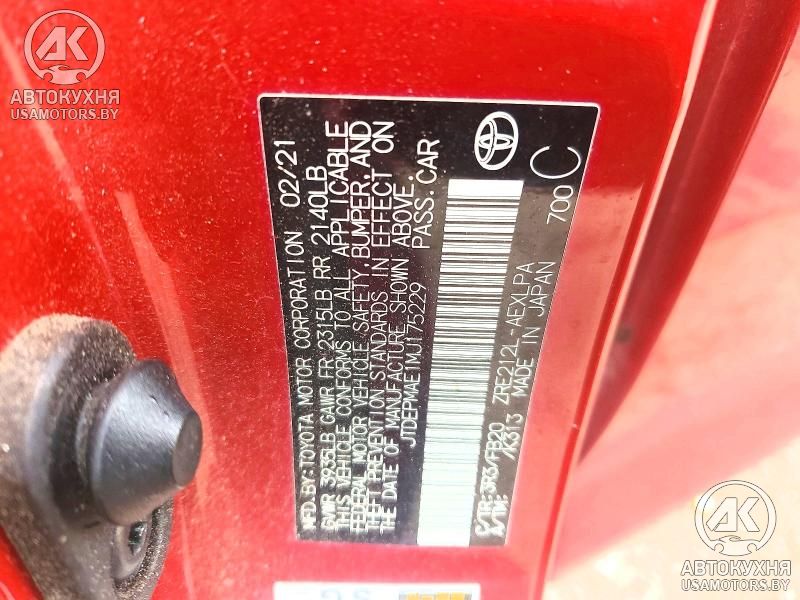 АК
АВТОКУХНЯ
USAMOTORS.BY
MFD. BY: TOYOTA MOTOR CORPORATION 02/21
GVWR 3935LB GAWR FR 2315LB RR 2140LB
THIS VEHICLE CONFORMS TO ALL APPLICABLE
FEDERAL MOTOR VEHICLE SAFETY, BUMPER, AND
THEFT PREVENTION STANDARDS IN EFFECT ON
THE DATE OF MANUFACTURE SHOWN ABOVE.
JTDEPMAE1MJ175229 PASS. CAR
C/TR: 3R3/FB20 ZRE212L-AEXLPA
A/TM: /K313 MADE IN JAPAN
700 C
АК
АВТОКУХНЯ
USAMOTORS.BY